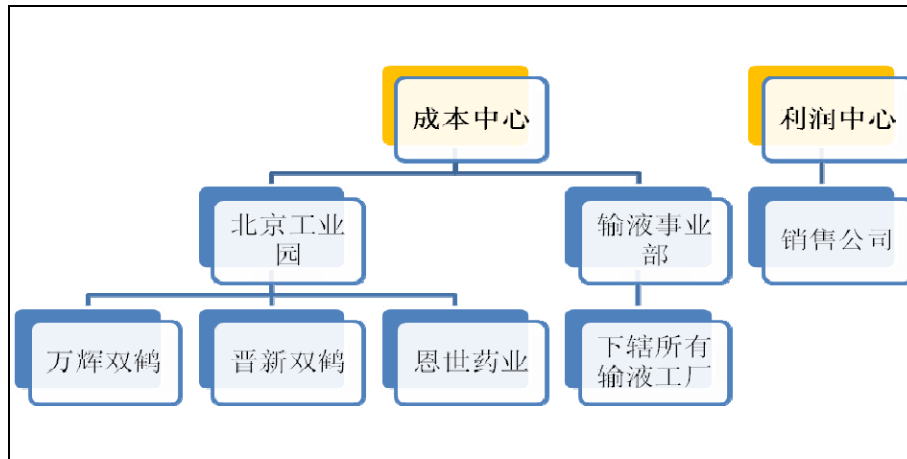 成本中心
利润中心
北京工业
园
输液事业
部
销售公司
万辉双鹤
晋新双鹤
恩世药业
下辖所有
输液工厂